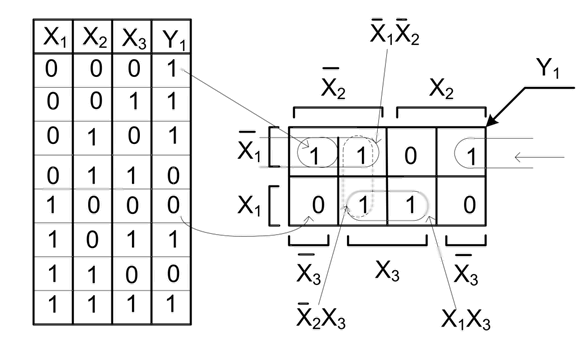 X₁ X₂ X₃ Y₁
0 0 0 1
0 0 1 1
0 1 0 1
0 1 1 0
1 0 0 0
1 0 1 1
1 1 0 0
1 1 1 1
X̄₁X̄₂
X̄₂ X₂ Y₁
X̄₁ 1 1 0 1
X₁ 0 1 1 0
X̄₃ X₃ X̄₃
X̄₂X₃ X₁X₃